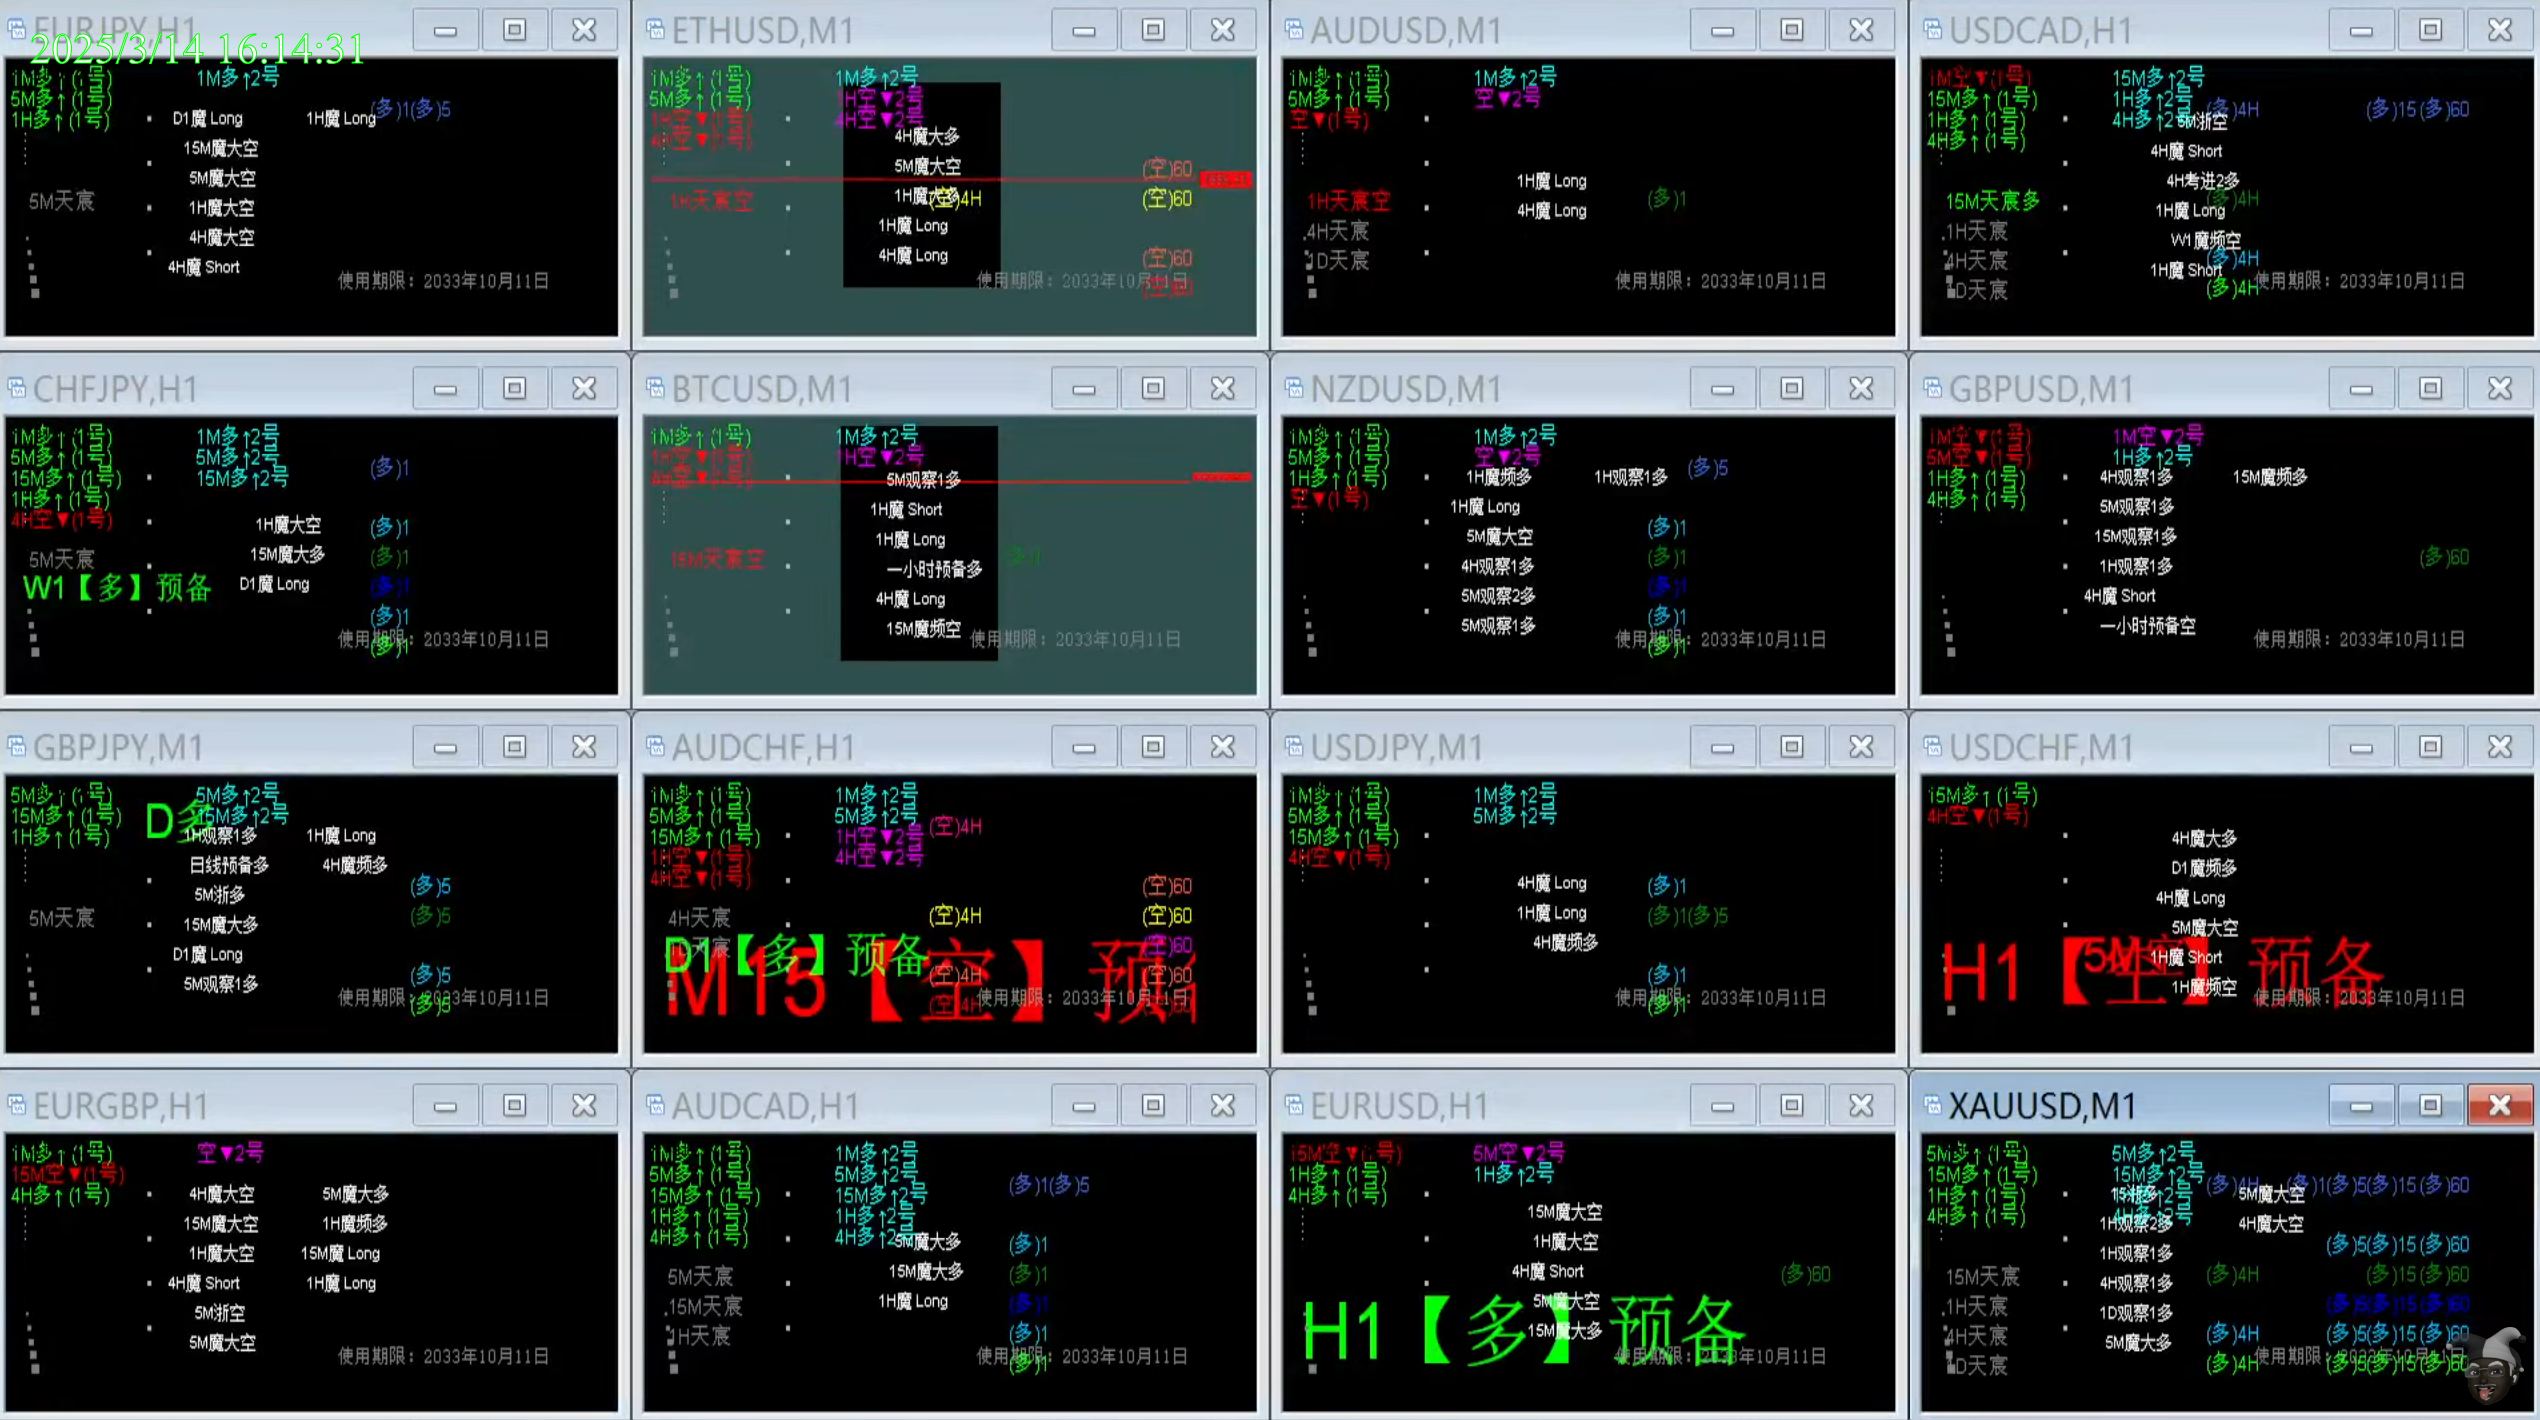 EURJPY,H1
2025/3/14 16:14:31
1M多↑(1号) 1M多↑2号
5M多↑(1号) (多)1(多)5
1H多↑(1号) D1魔 Long 1H魔 Long
15M魔大空
5M魔大空
5M天宸 1H魔大空
4H魔大空
4H魔 Short
使用期限：2033年10月11日
ETHUSD,M1
1M多↑(1号) 1M多↑2号
5M多↑(1号) 1H空▼2号
1H空▼(1号) 4H空▼2号
4H空▼(1号) 4H魔大多
5M魔大空 (空)60
1H天宸空 1H魔大多 (空)4H (空)60
1H魔 Long
4H魔 Long (空)60
使用期限：2033年10月11日
AUDUSD,M1
1M多↑(1号) 1M多↑2号
5M多↑(1号) 空▼2号
空▼(1号)
1H魔 Long
1H天宸空 4H魔 Long (多)1
4H天宸
1D天宸
使用期限：2033年10月11日
USDCAD,H1
1M空▼(1号) 15M多↑2号
15M多↑(1号) 1H多↑2号 (多)4H (多)15(多)60
1H多↑(1号) 4H多↑2号 5M浙空
4H多↑(1号) 4H魔 Short
4H考进2多
15M天宸多 1H魔 Long (多)4H
1H天宸 W1魔频空
4H天宸 1H魔 Short (多)4H
1D天宸 (多)4H
使用期限：2033年10月11日
CHFJPY,H1
1M多↑(1号) 1M多↑2号
5M多↑(1号) 5M多↑2号 (多)1
15M多↑(1号) 15M多↑2号
1H多↑(1号)
4H空▼(1号) 1H魔大空 (多)1
5M天宸 15M魔大多 (多)1
W1【多】预备 D1魔 Long (多)1
(多)1
使用期限：2033年10月11日
(多)1
BTCUSD,M1
1M多↑(1号) 1M多↑2号
1H空▼(1号) 1H空▼2号
5M观察1多
1H魔 Short
1H魔 Long
15M天宸空 一小时预备多 (多)1
4H魔 Long
15M魔频空
使用期限：2033年10月11日
NZDUSD,M1
1M多↑(1号) 1M多↑2号
5M多↑(1号) 空▼2号
1H多↑(1号) 1H魔频多 1H观察1多 (多)5
空▼(1号) 1H魔 Long
5M魔大空 (多)1
4H观察1多 (多)1
5M观察2多 (多)1
5M观察1多 (多)1
使用期限：2033年10月11日
(多)1
GBPUSD,M1
1M空▼(1号) 1M空▼2号
5M空▼(1号) 1H多↑2号
1H多↑(1号) 4H观察1多 15M魔频多
4H多↑(1号) 5M观察1多
15M观察1多
1H观察1多 (多)60
4H魔 Short
一小时预备空
使用期限：2033年10月11日
GBPJPY,M1
5M多↑(1号) 5M多↑2号
15M多↑(1号) D多 15M多↑2号
1H多↑(1号) 1H观察1多 1H魔 Long
日线预备多 4H魔频多
5M浙多 (多)5
5M天宸 15M魔大多 (多)5
D1魔 Long
5M观察1多 (多)5
使用期限：2033年10月11日
(多)5
AUDCHF,H1
1M多↑(1号) 1M多↑2号
5M多↑(1号) 5M多↑2号
15M多↑(1号) 1H空▼2号 (空)4H
1H空▼(1号) 4H空▼2号
4H空▼(1号) (空)60
4H天宸 (空)4H (空)60
1D天宸 (空)60
D1【多】预备
M15【空】预
(空)4H (空)60
(空)4H
使用期限：2033年10月11日
USDJPY,M1
1M多↑(1号) 1M多↑2号
5M多↑(1号) 5M多↑2号
15M多↑(1号)
4H空▼(1号)
4H魔 Long (多)1
1H魔 Long (多)1(多)5
4H魔频多
(多)1
使用期限：2033年10月11日
(多)1
USDCHF,M1
15M多↑(1号)
4H空▼(1号)
4H魔大多
D1魔频多
4H魔 Long
5M魔大空
H1【空】预备
5M空
1H魔 Short
1H魔频空
使用期限：2033年10月11日
EURGBP,H1
1M多↑(1号) 空▼2号
15M空▼(1号)
4H多↑(1号) 4H魔大空 5M魔大多
15M魔大空 1H魔频多
1H魔大空 15M魔 Long
4H魔 Short 1H魔 Long
5M浙空
5M魔大空
使用期限：2033年10月11日
AUDCAD,H1
1M多↑(1号) 1M多↑2号
5M多↑(1号) 5M多↑2号 (多)1(多)5
15M多↑(1号) 15M多↑2号
1H多↑(1号) 1H多↑2号
4H多↑(1号) 4H多↑2号 5M魔大多 (多)1
5M天宸 15M魔大多 (多)1
15M天宸 1H魔 Long (多)1
1H天宸 (多)1
使用期限：2033年10月11日
(多)1
EURUSD,H1
15M空▼(1号) 5M空▼2号
1H多↑(1号) 1H多↑2号
4H多↑(1号)
15M魔大空
1H魔大空
4H魔 Short (多)60
5M魔大空
H1【多】预备
15M魔大多
使用期限：2033年10月11日
XAUUSD,M1
5M多↑(1号) 5M多↑2号
15M多↑(1号) 15M多↑2号 (多)4H (多)1(多)5(多)15(多)60
1H多↑(1号) 1H多↑2号 5M魔大空
4H多↑(1号) 4H多↑2号 1H观察2多 4H魔大空
1H观察1多 (多)5(多)15(多)60
15M天宸 4H观察1多 (多)4H (多)15(多)60
1H天宸 1D观察1多 (多)5(多)15(多)60
4H天宸 5M魔大多 (多)4H (多)5(多)15(多)60
1D天宸 (多)4H (多)5(多)15(多)60
使用期限：2033年10月11日